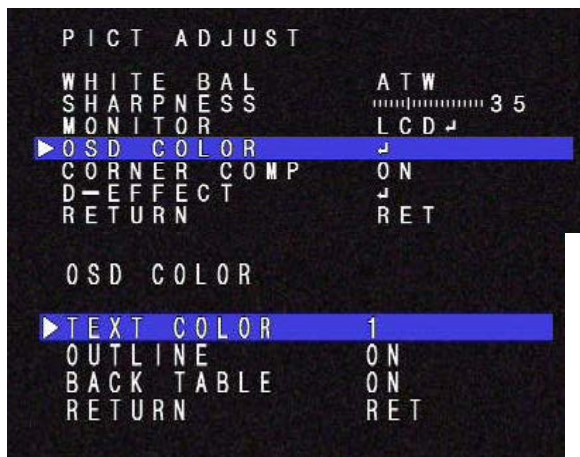 PICT ADJUST
WHITE BAL ATW
SHARPNESS 35
MONITOR LCD↲
▶OSD COLOR ↲
CORNER COMP ON
D-EFFECT ↲
RETURN RET
OSD COLOR
▶TEXT COLOR 1
OUTLINE ON
BACK TABLE ON
RETURN RET